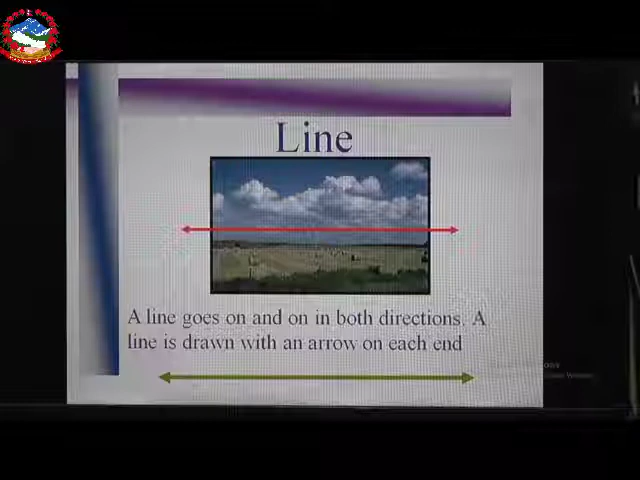 Line
A line goes on and on in both directions. A
line is drawn with an arrow on each end